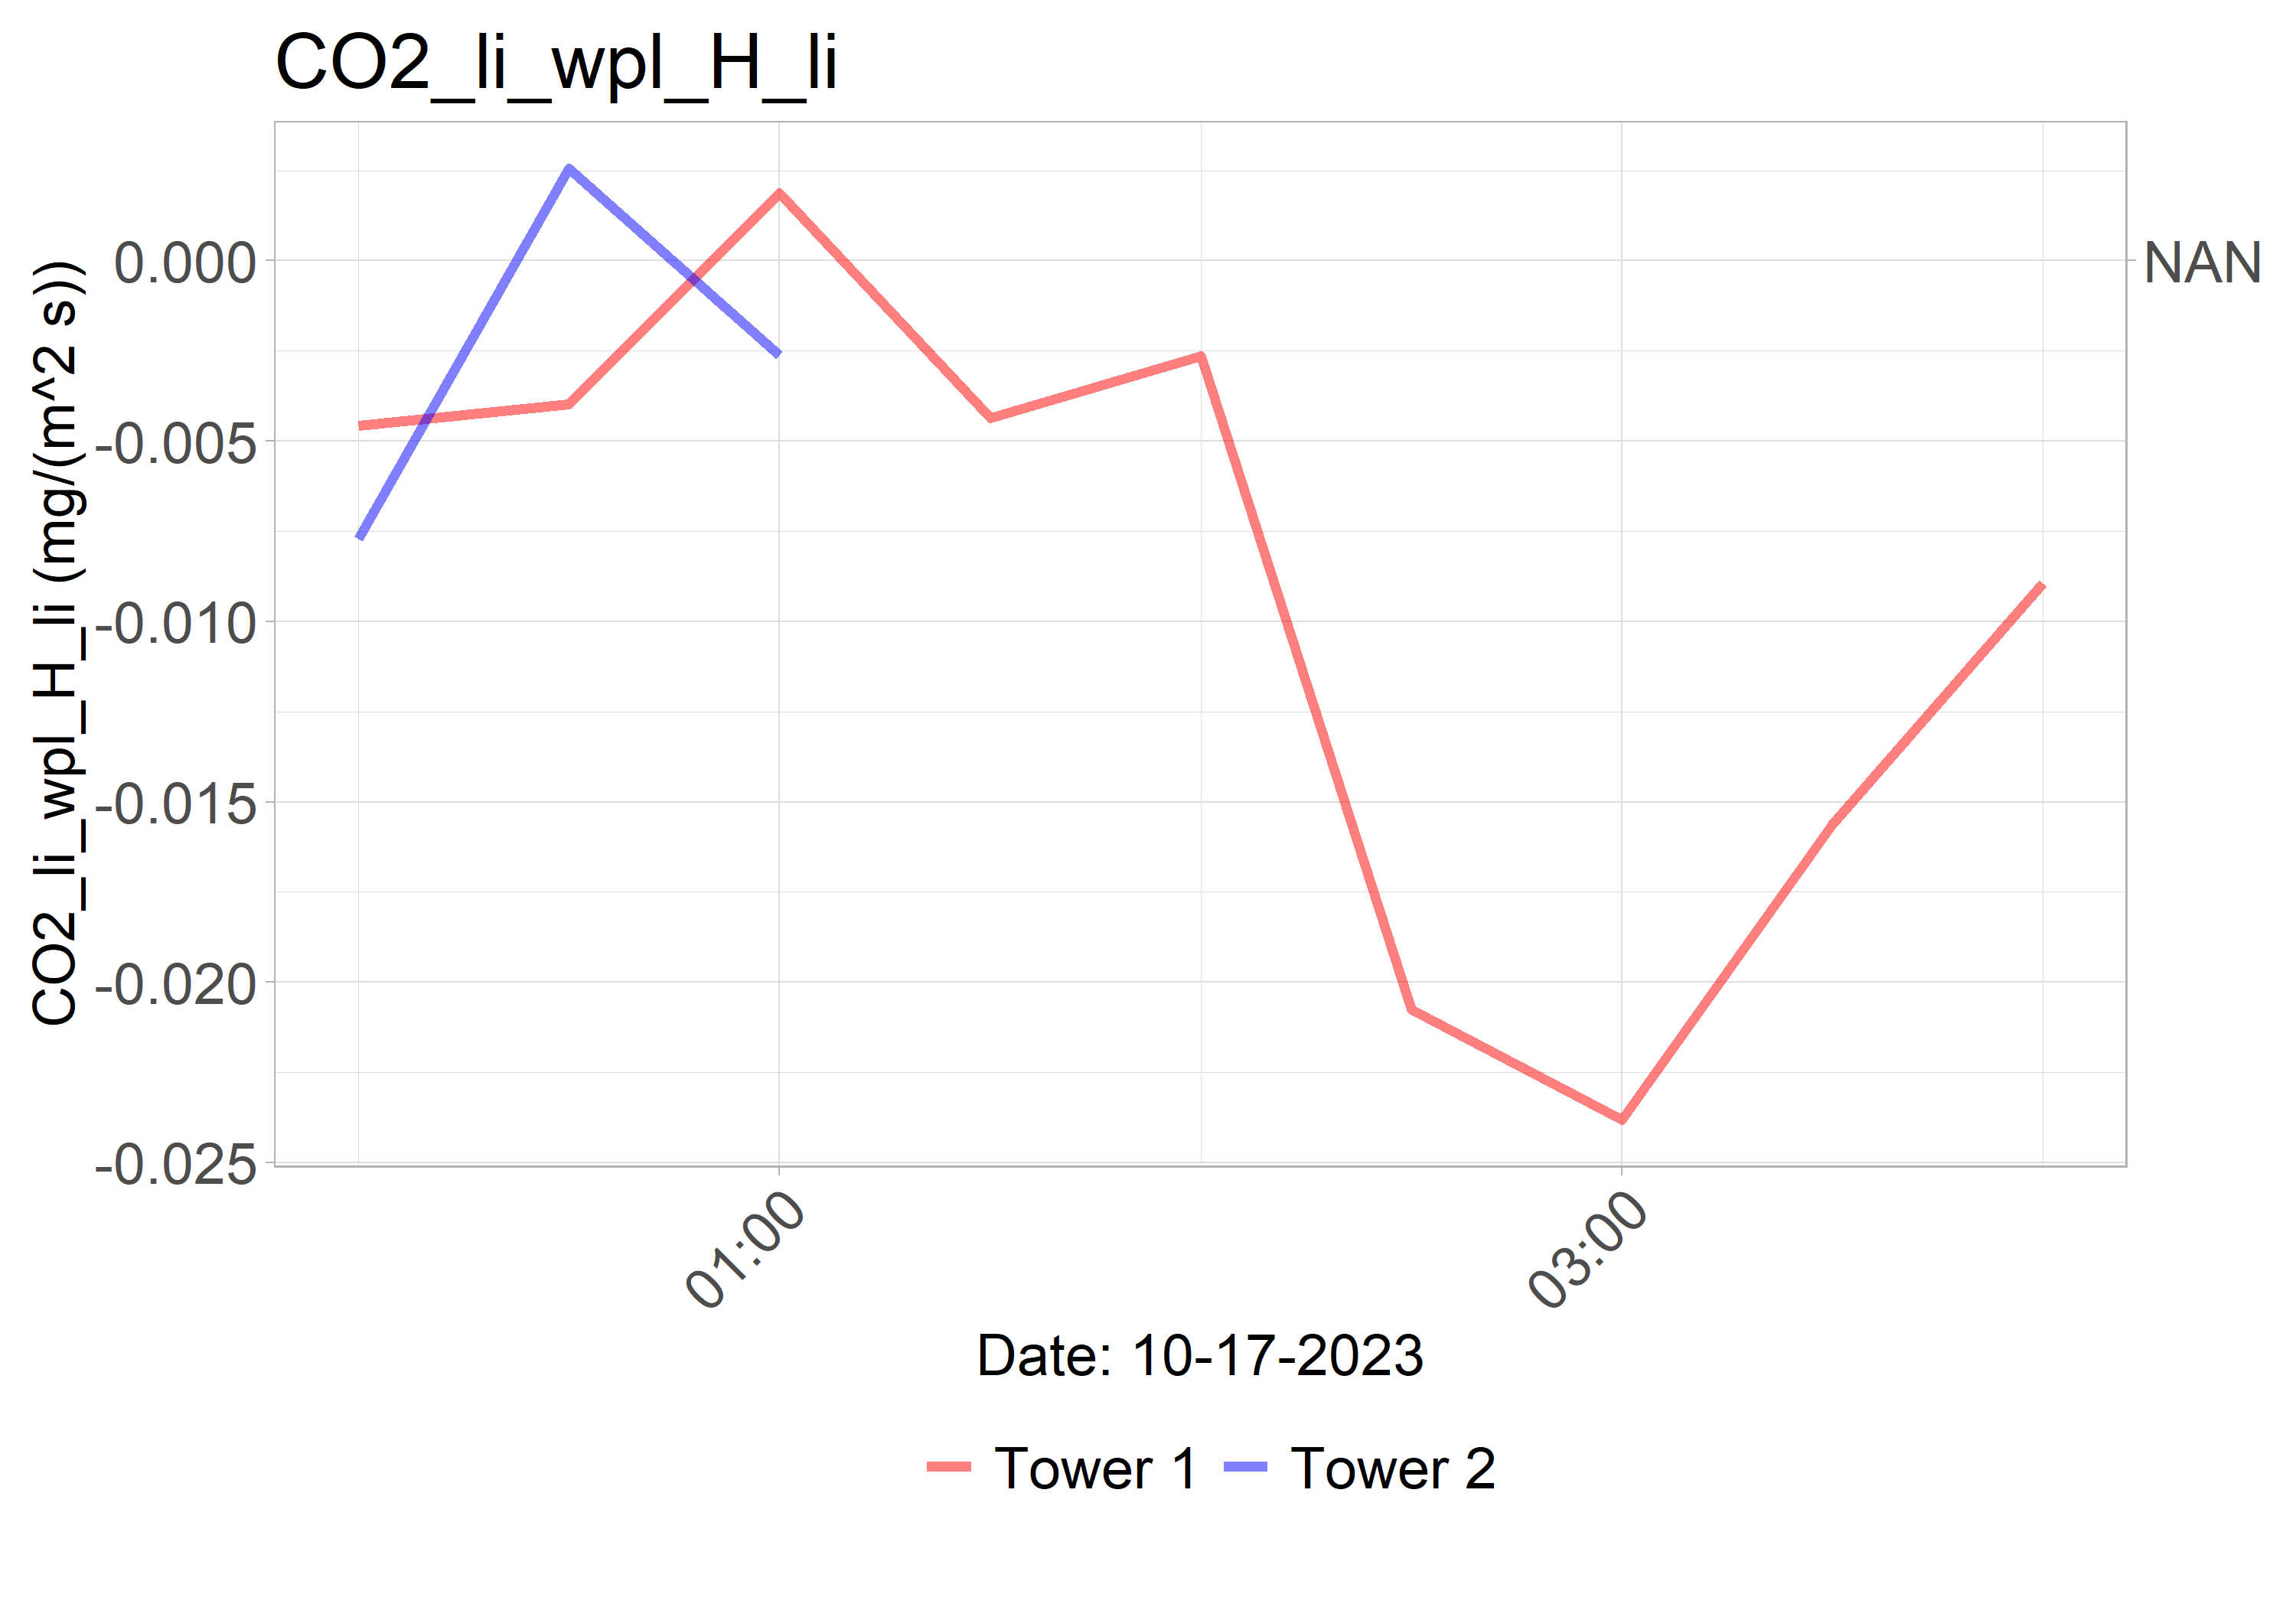 CO2_li_wpl_H_li
CO2_li_wpl_H_li (mg/(m^2 s))
0.000
-0.005
-0.010
-0.015
-0.020
-0.025
NAN
01:00
03:00
Date: 10-17-2023
Tower 1
Tower 2